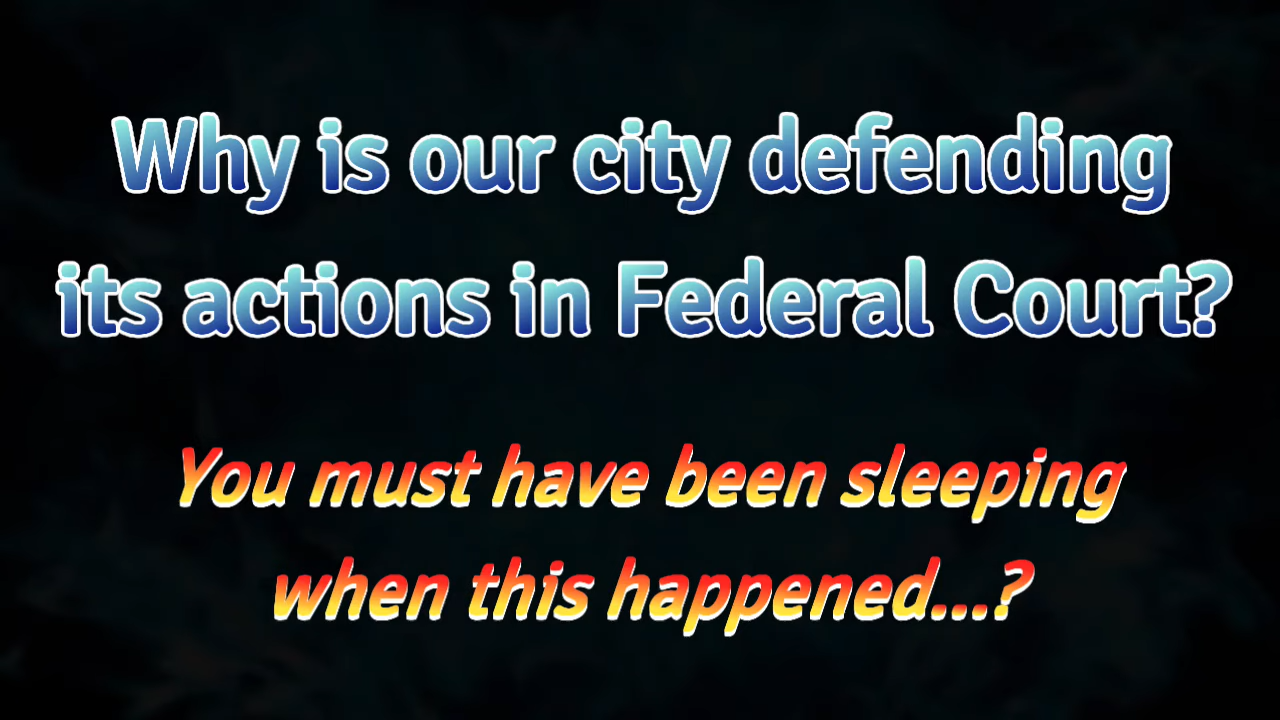 Why is our city defending
its actions in Federal Court?
You must have been sleeping
when this happened...?